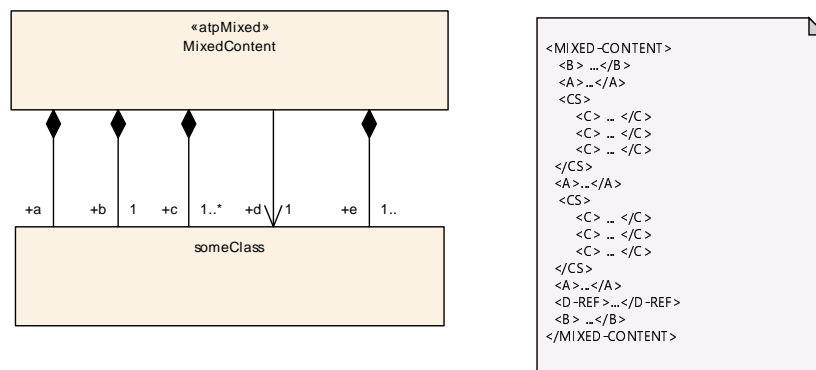 «atpMixed»
MixedContent
+a +b 1 +c 1..* +d 1 +e 1..
someClass
<MIXED-CONTENT>
<B> ...</B>
<A>...</A>
<CS>
<C> ... </C>
<C> ... </C>
<C> ... </C>
</CS>
<A>...</A>
<CS>
<C> ... </C>
<C> ... </C>
<C> ... </C>
</CS>
<A>...</A>
<D-REF>...</D-REF>
<B> ...</B>
</MIXED-CONTENT>